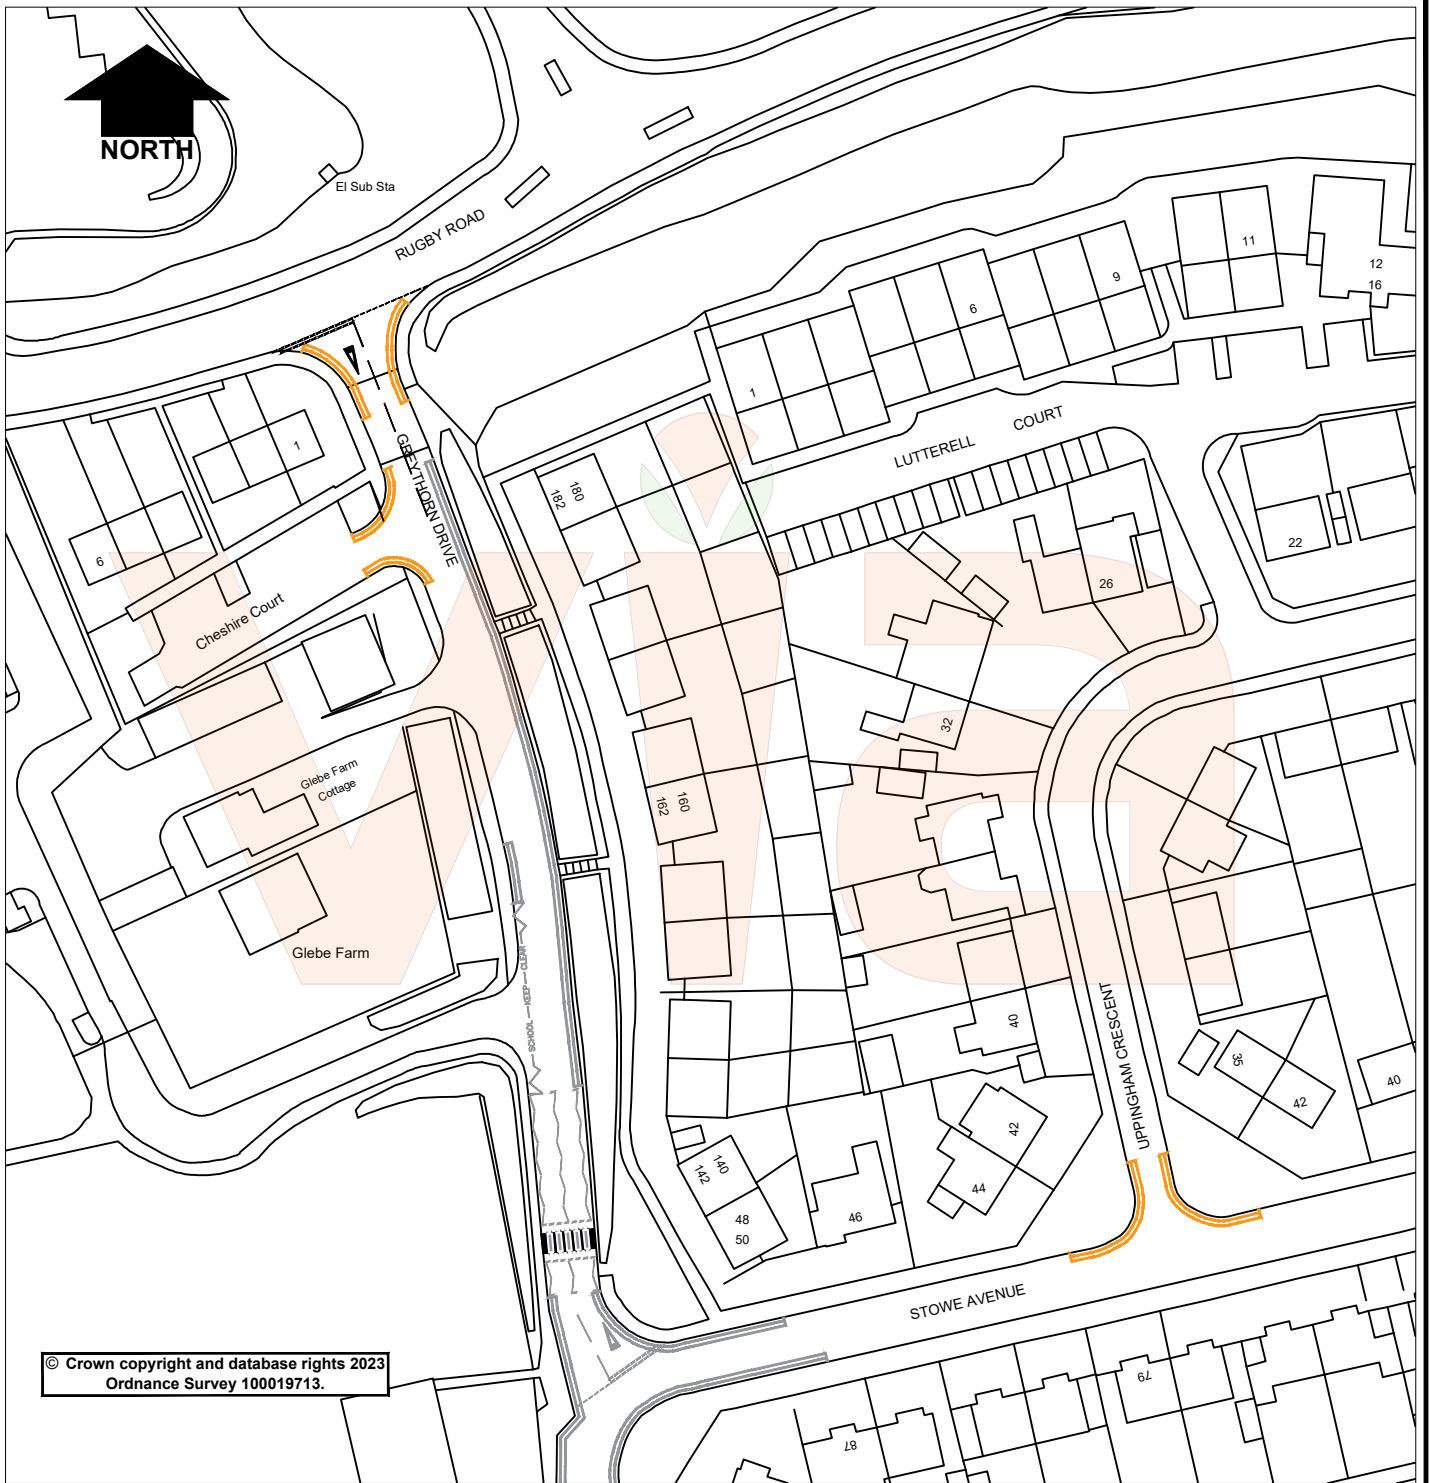 NORTH
El Sub Sta
RUGBY ROAD
11
12
16
9
6
1
1
LUTTERELL COURT
GREYTHORN DRIVE
182
180
22
6
26
Cheshire Court
32
Glebe Farm
Cottage
162
160
Glebe Farm
SCHOOL KEEP CLEAR
40
UPPINGHAM CRESCENT
35
42
40
42
142
140
44
46
48
50
STOWE AVENUE
© Crown copyright and database rights 2023
Ordnance Survey 100019713.
79
87
via